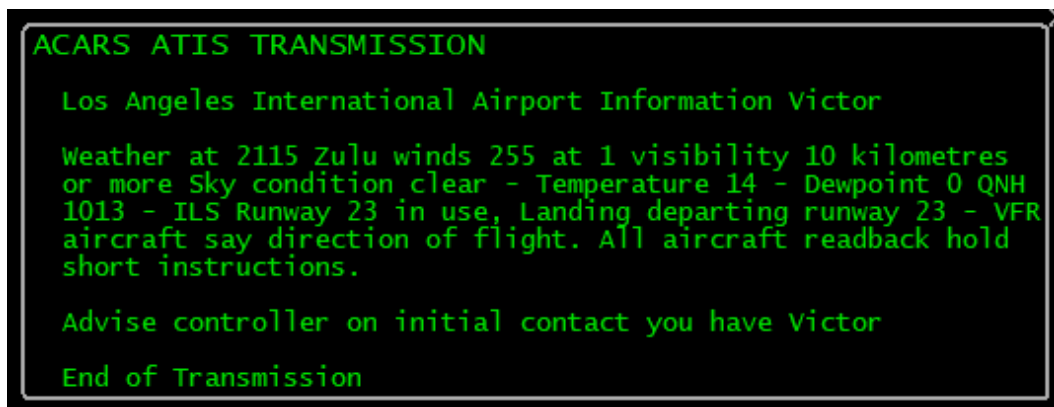 ACARS ATIS TRANSMISSION
Los Angeles International Airport Information Victor
Weather at 2115 Zulu winds 255 at 1 visibility 10 kilometres
or more Sky condition clear - Temperature 14 - Dewpoint 0 QNH
1013 - ILS Runway 23 in use, Landing departing runway 23 - VFR
aircraft say direction of flight. All aircraft readback hold
short instructions.
Advise controller on initial contact you have Victor
End of Transmission